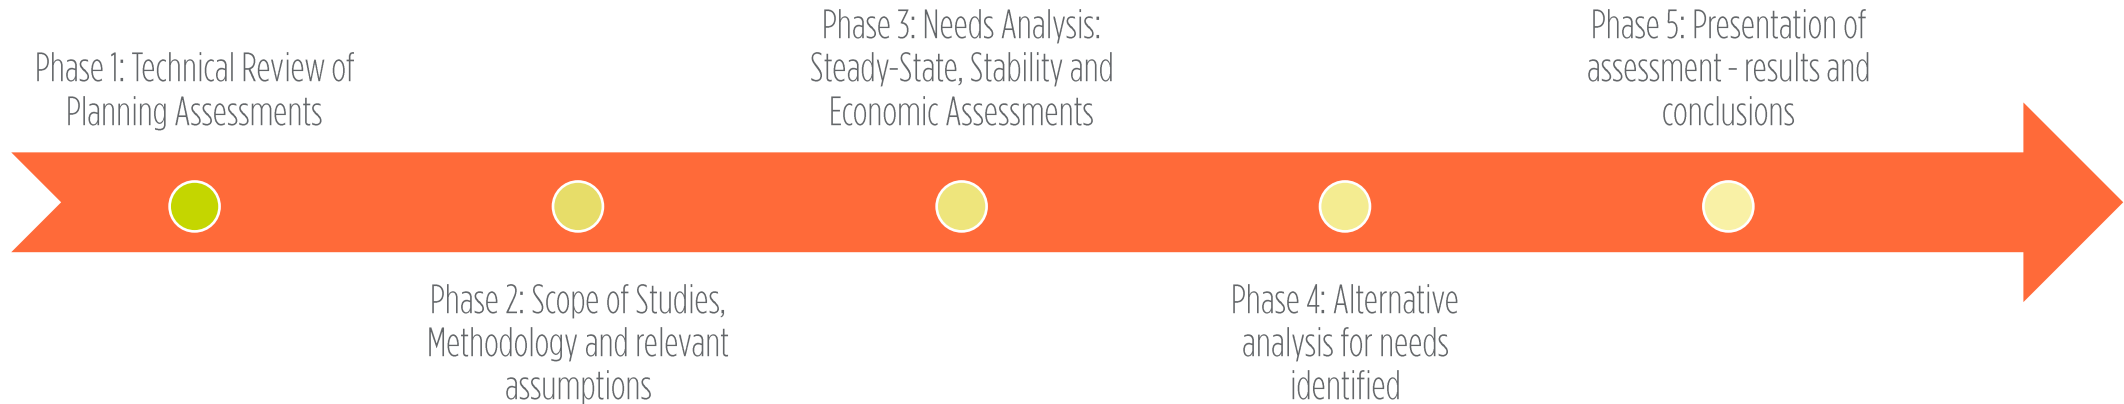 Phase 1: Technical Review of
Planning Assessments
Phase 2: Scope of Studies,
Methodology and relevant
assumptions
Phase 3: Needs Analysis:
Steady-State, Stability and
Economic Assessments
Phase 4: Alternative
analysis for needs
identified
Phase 5: Presentation of
assessment - results and
conclusions